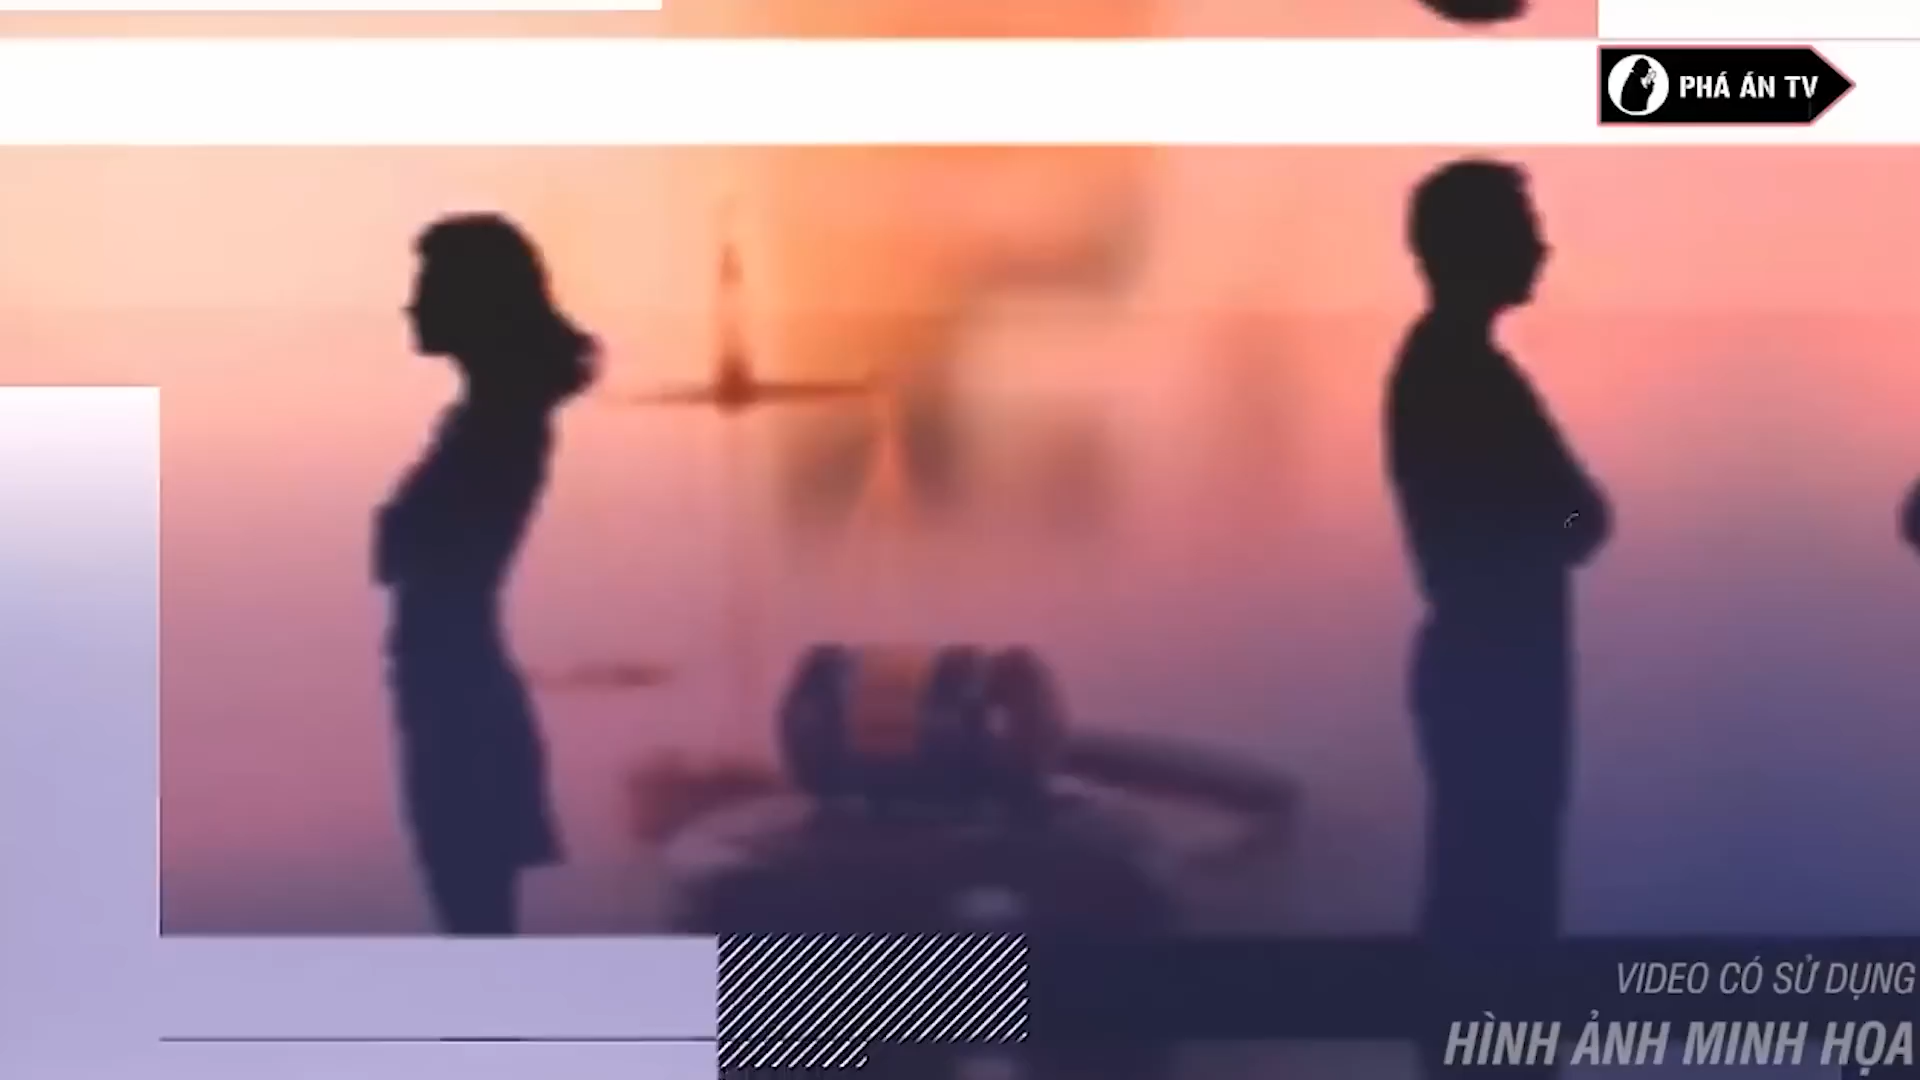 PHÁ ÁN TV
VIDEO CÓ SỬ DỤNG
HÌNH ẢNH MINH HỌA